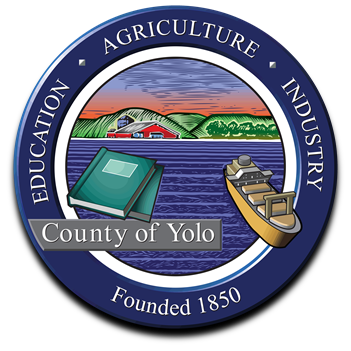 EDUCATION • AGRICULTURE • INDUSTRY
County of Yolo
Founded 1850